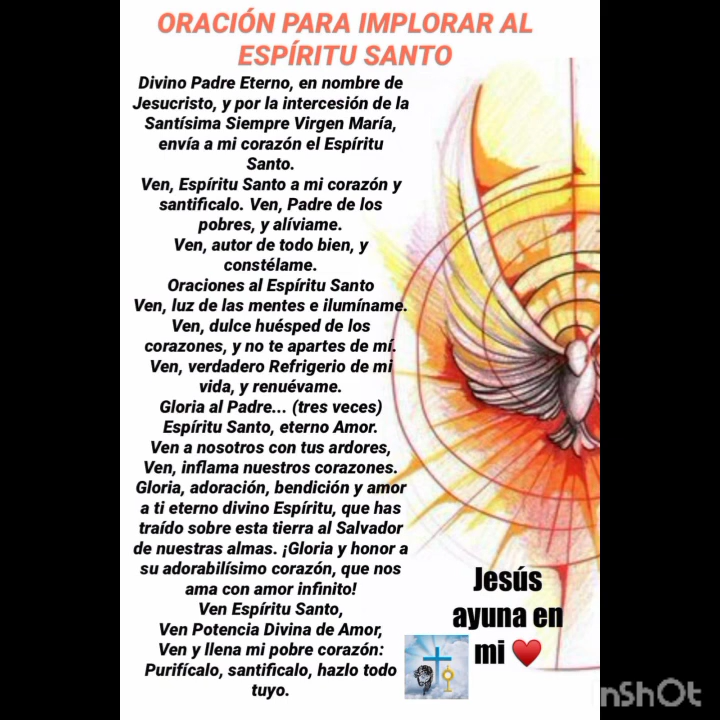 ORACIÓN PARA IMPLORAR AL
ESPÍRITU SANTO
Divino Padre Eterno, en nombre de
Jesucristo, y por la intercesión de la
Santísima Siempre Virgen María,
envía a mi corazón el Espíritu
Santo.
Ven, Espíritu Santo a mi corazón y
santificalo. Ven, Padre de los
pobres, y alíviame.
Ven, autor de todo bien, y
constélame.
Oraciones al Espíritu Santo
Ven, luz de las mentes e ilumíname.
Ven, dulce huésped de los
corazones, y no te apartes de mí.
Ven, verdadero Refrigerio de mi
vida, y renuévame.
Gloria al Padre... (tres veces)
Espíritu Santo, eterno Amor.
Ven a nosotros con tus ardores,
Ven, inflama nuestros corazones.
Gloria, adoración, bendición y amor
a ti eterno divino Espíritu, que has
traído sobre esta tierra al Salvador
de nuestras almas. ¡Gloria y honor a
su adorabilísimo corazón, que nos
ama con amor infinito!
Ven Espíritu Santo,
Ven Potencia Divina de Amor,
Ven y llena mi pobre corazón:
Purifícalo, santificalo, hazlo todo
tuyo.
Jesús
ayuna en
mi ❤️
InShOt